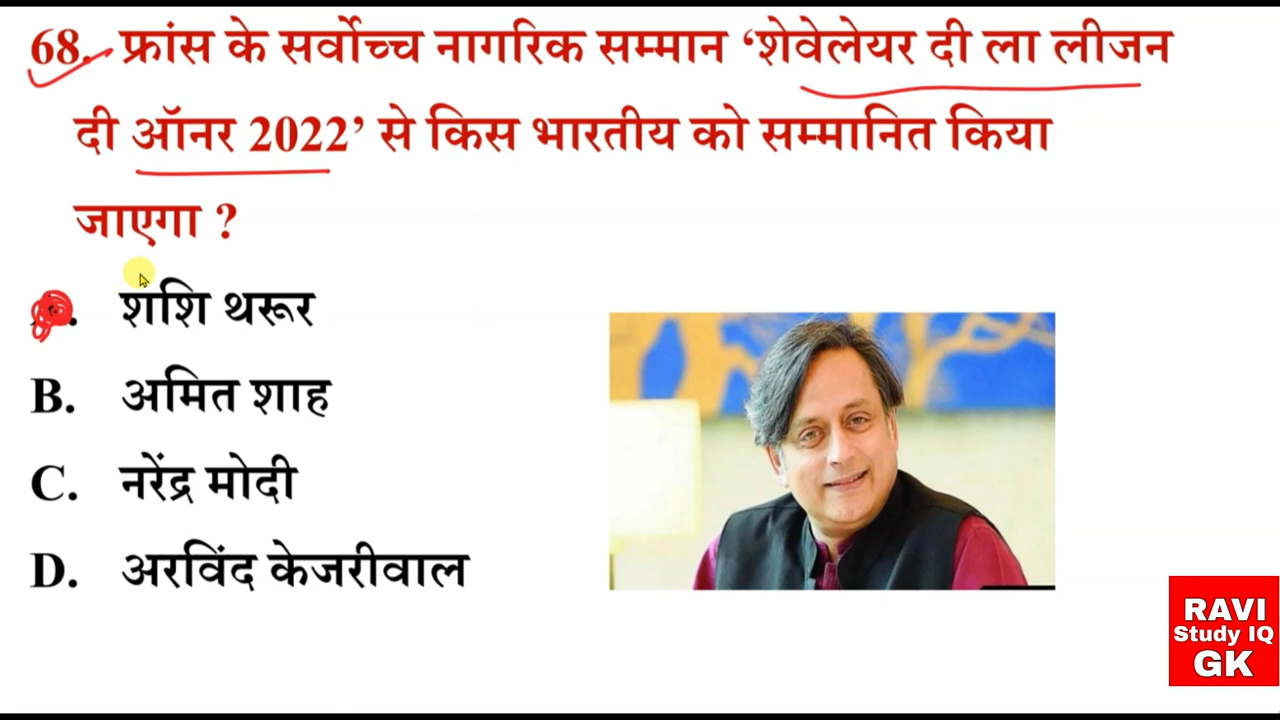 68. फ्रांस के सर्वोच्च नागरिक सम्मान ‘शेवेलेयर दी ला लीजन
दी ऑनर 2022’ से किस भारतीय को सम्मानित किया
जाएगा ?
शशि थरूर
B. अमित शाह
C. नरेंद्र मोदी
D. अरविंद केजरीवाल
RAVI
Study IQ
GK